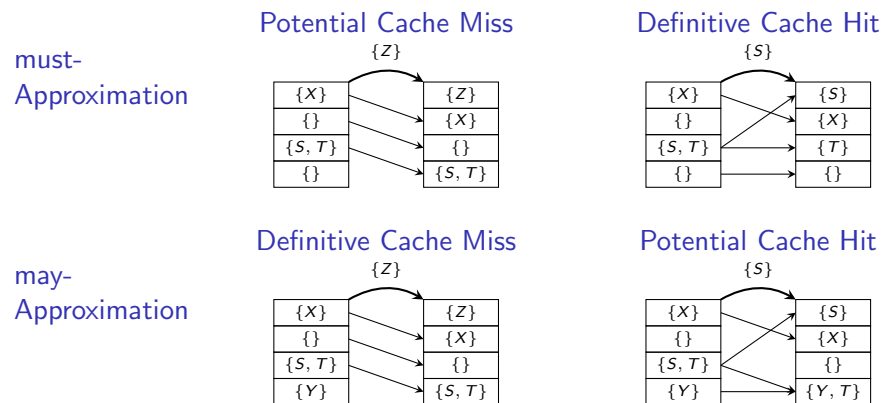 Potential Cache Miss
Definitive Cache Hit
must-
Approximation
{Z}
{X}
{}
{S, T}
{}
{Z}
{X}
{}
{S, T}
{S}
{X}
{}
{S, T}
{}
{S}
{X}
{T}
{}
Definitive Cache Miss
Potential Cache Hit
may-
Approximation
{Z}
{X}
{}
{S, T}
{Y}
{Z}
{X}
{}
{S, T}
{S}
{X}
{}
{S, T}
{Y}
{S}
{X}
{}
{Y, T}